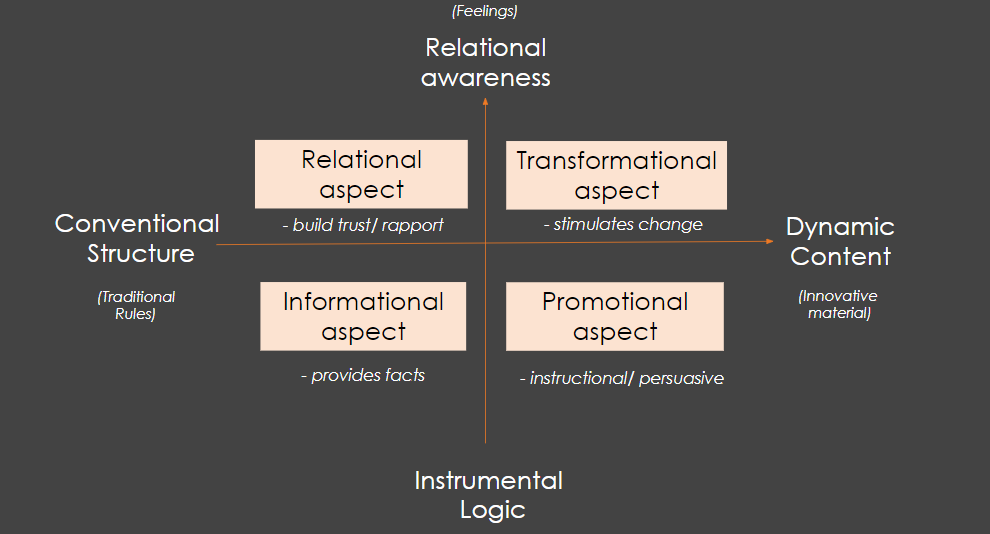 (Feelings)
Relational
awareness
Relational
aspect
- build trust/ rapport
Transformational
aspect
- stimulates change
Conventional
Structure
(Traditional
Rules)
Dynamic
Content
(Innovative
material)
Informational
aspect
- provides facts
Promotional
aspect
- instructional/ persuasive
Instrumental
Logic